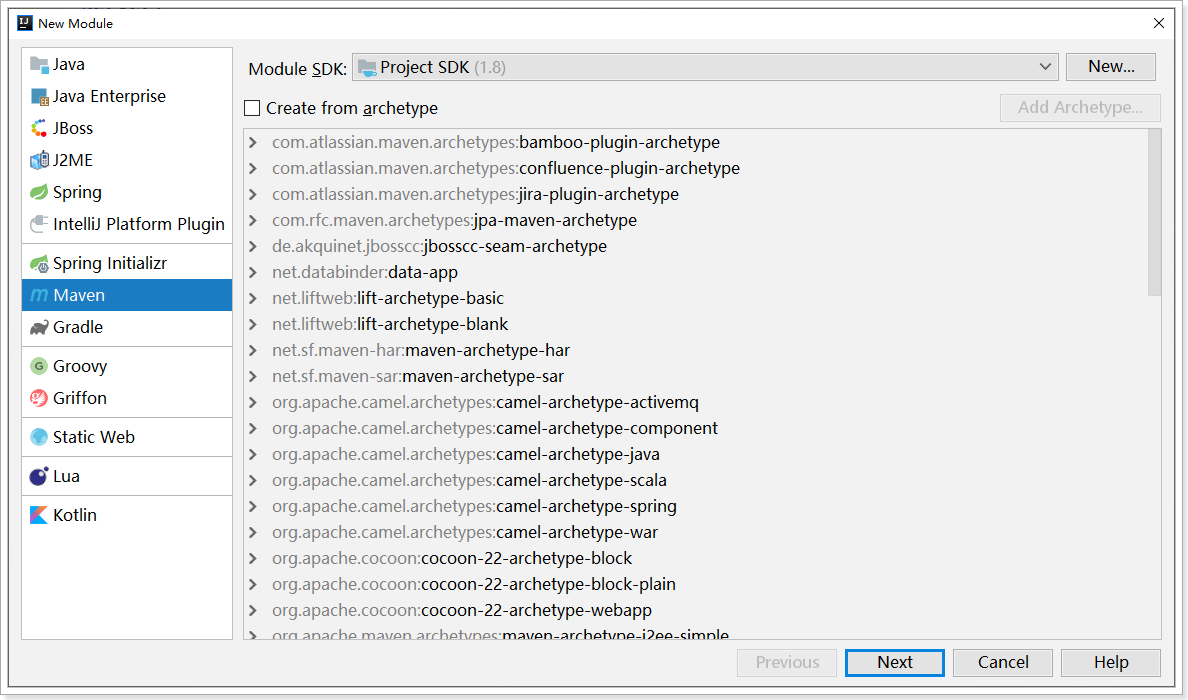 New Module
Java
Java Enterprise
JBoss
J2ME
Spring
IntelliJ Platform Plugin
Spring Initializr
Maven
Gradle
Groovy
Griffon
Static Web
Lua
Kotlin
Module SDK: Project SDK (1.8) New...
Create from archetype Add Archetype...
com.atlassian.maven.archetypes:bamboo-plugin-archetype
com.atlassian.maven.archetypes:confluence-plugin-archetype
com.atlassian.maven.archetypes:jira-plugin-archetype
com.rfc.maven.archetypes:jpa-maven-archetype
de.akquinet.jbosscc:jbosscc-seam-archetype
net.databinder:data-app
net.liftweb:lift-archetype-basic
net.liftweb:lift-archetype-blank
net.sf.maven-har:maven-archetype-har
net.sf.maven-sar:maven-archetype-sar
org.apache.camel.archetypes:camel-archetype-activemq
org.apache.camel.archetypes:camel-archetype-component
org.apache.camel.archetypes:camel-archetype-java
org.apache.camel.archetypes:camel-archetype-scala
org.apache.camel.archetypes:camel-archetype-spring
org.apache.camel.archetypes:camel-archetype-war
org.apache.cocoon:cocoon-22-archetype-block
org.apache.cocoon:cocoon-22-archetype-block-plain
org.apache.cocoon:cocoon-22-archetype-webapp
org.apache.maven.archetypes:maven-archetype-j2ee-simple
Previous Next Cancel Help